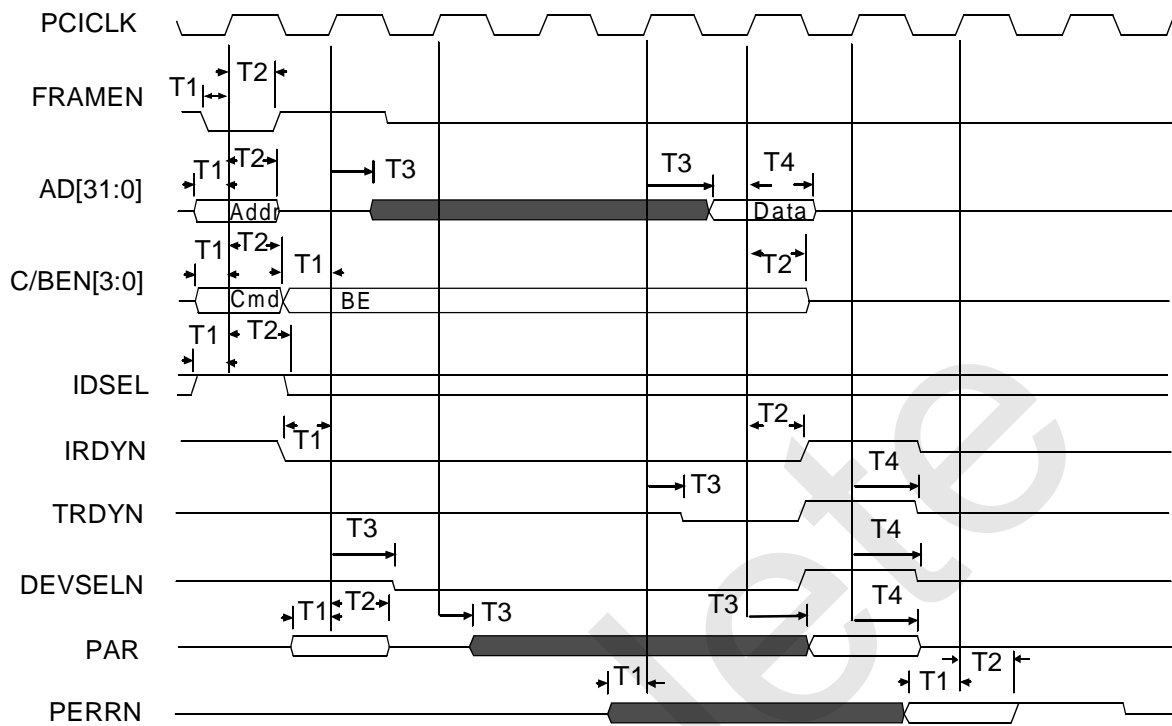 PCICLK
T2
T1
FRAMEN
T1 T2 T3 T3 T4
AD[31:0]
Addr Data
T1 T2 T1 T2
C/BEN[3:0]
Cmd BE
T1 T2
IDSEL
T1 T2
IRDYN
T4
T3
TRDYN
T3 T4
DEVSELN
T1 T2 T3 T3 T4
PAR
T1 T1 T2
PERRN
lete